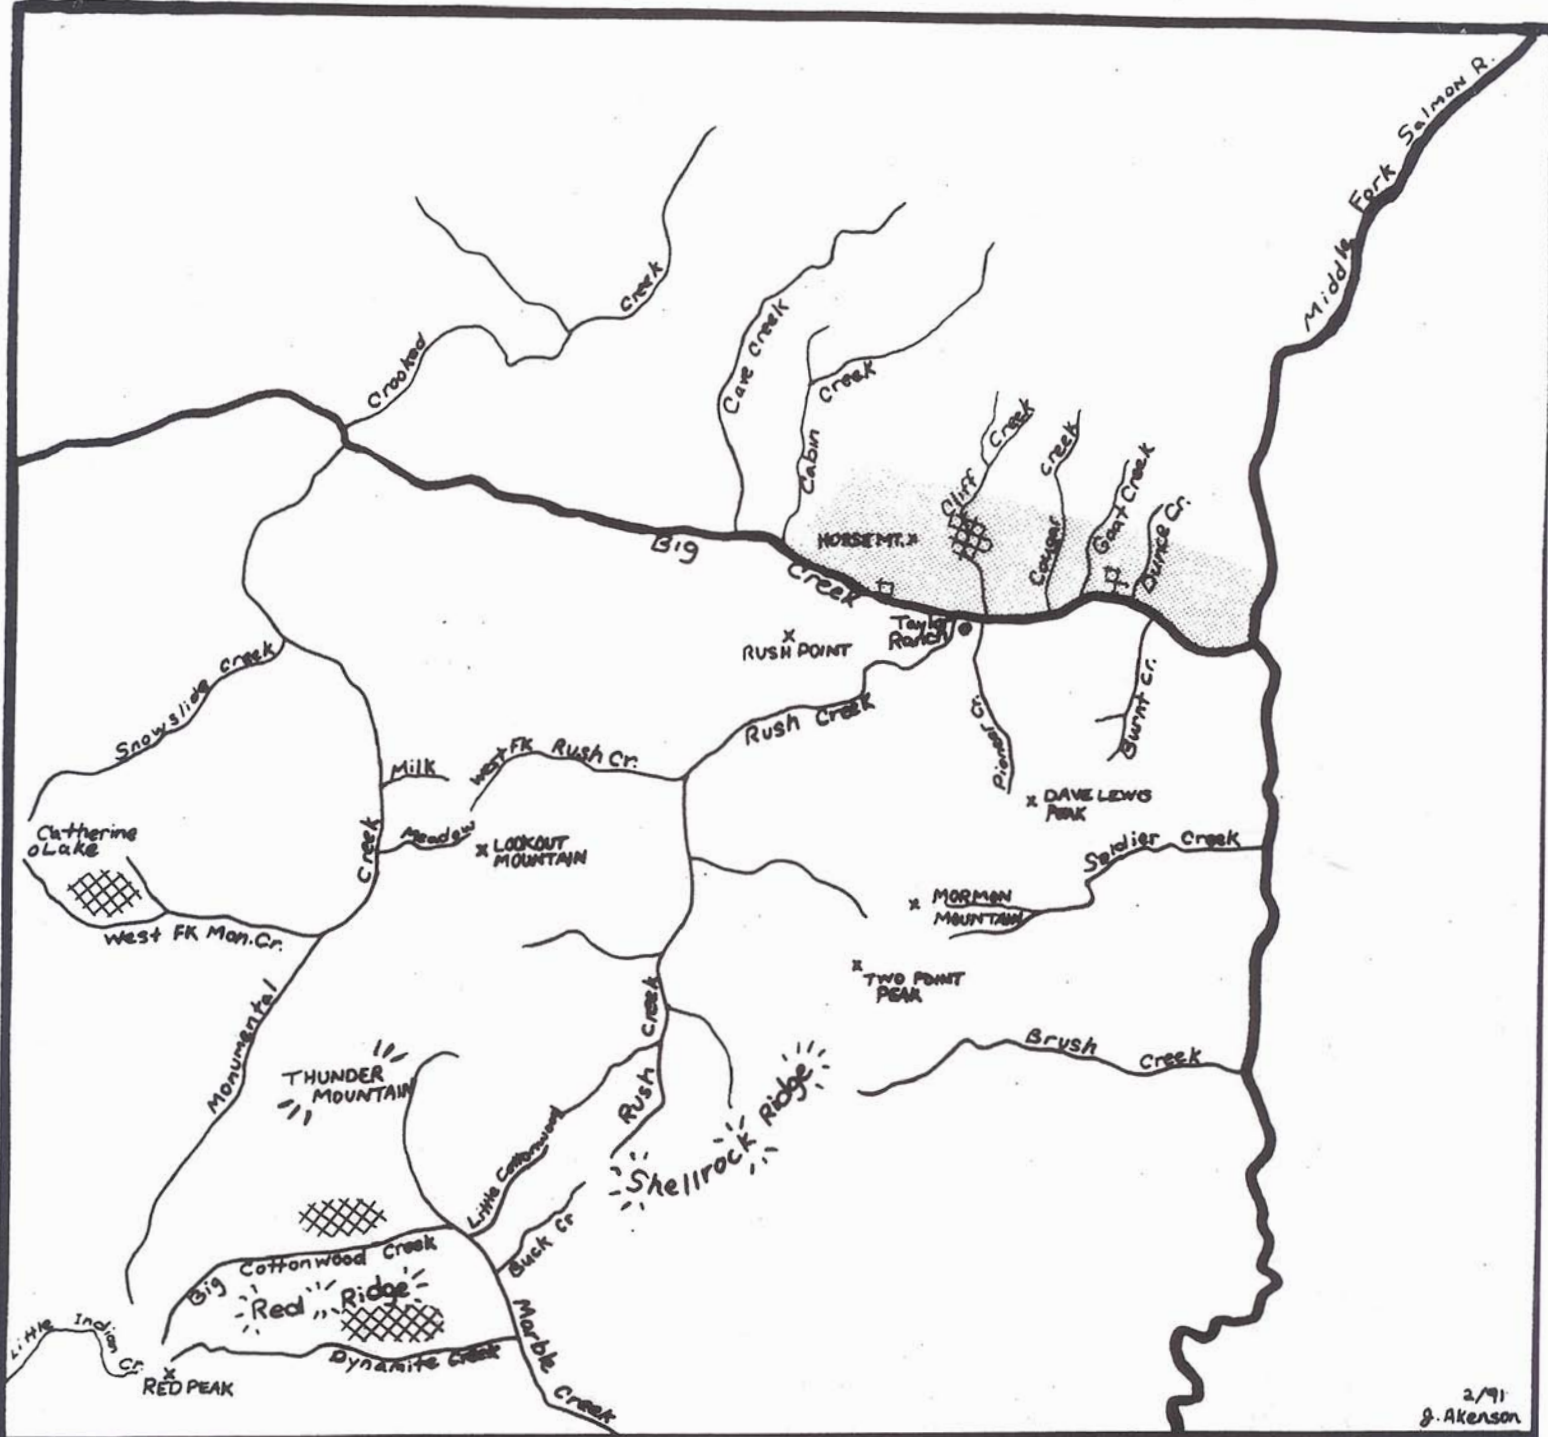 Middle Fork Salmon R.
Crooked Creek
Cave Creek
Cabin Creek
Cliff Creek
Cougar Creek
Goat Creek
Dunce Cr.
HORSE MT.
Big Creek
Taylor
Ranch
RUSH POINT
Rush Creek
Pioneer Cr.
Burnt Cr.
Snowslide Creek
Milk
West FK Rush Cr.
DAVE LEWIS
PEAK
Catherine
Lake
Meadow
LOOKOUT
MOUNTAIN
Soldier Creek
MORMON
MOUNTAIN
West FK Mon. Cr.
Monumental Creek
TWO POINT
PEAK
THUNDER
MOUNTAIN
Rush Creek
Brush Creek
Shellrock Ridge
Little Cottonwood
Buck Cr
Big Cottonwood Creek
Red Ridge
Marble Creek
Dynamite Creek
Little Indian Cr.
RED PEAK
2/91
J. Akenson